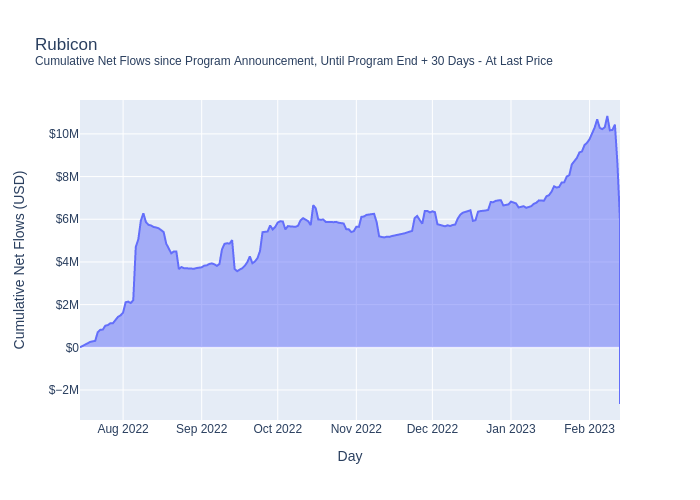 Rubicon
Cumulative Net Flows since Program Announcement, Until Program End + 30 Days - At Last Price
Cumulative Net Flows (USD)
$10M
$8M
$6M
$4M
$2M
$0
$−2M
Aug 2022 Sep 2022 Oct 2022 Nov 2022 Dec 2022 Jan 2023 Feb 2023
Day